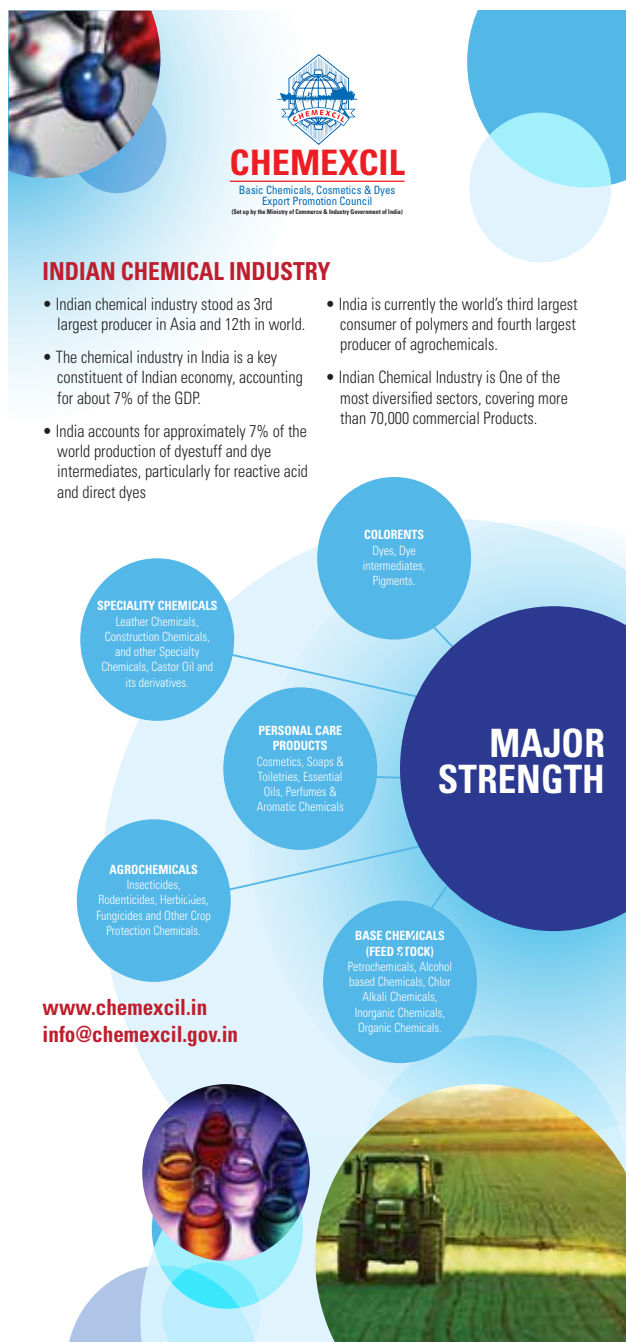 CHEMEXCIL
CHEMEXCIL
Basic Chemicals, Cosmetics & Dyes
Export Promotion Council
(Set up by the Ministry of Commerce & Industry Government of India)
INDIAN CHEMICAL INDUSTRY
• Indian chemical industry stood as 3rd
largest producer in Asia and 12th in world.
• The chemical industry in India is a key
constituent of Indian economy, accounting
for about 7% of the GDP.
• India accounts for approximately 7% of the
world production of dyestuff and dye
intermediates, particularly for reactive acid
and direct dyes
• India is currently the world's third largest
consumer of polymers and fourth largest
producer of agrochemicals.
• Indian Chemical Industry is One of the
most diversified sectors, covering more
than 70,000 commercial Products.
COLORENTS
Dyes, Dye
intermediates,
Pigments.
SPECIALITY CHEMICALS
Leather Chemicals,
Construction Chemicals,
and other Specialty
Chemicals, Castor Oil and
its derivatives.
PERSONAL CARE
PRODUCTS
Cosmetics, Soaps &
Toiletries, Essential
Oils, Perfumes &
Aromatic Chemicals
MAJOR
STRENGTH
AGROCHEMICALS
Insecticides,
Rodenticides, Herbicides,
Fungicides and Other Crop
Protection Chemicals.
BASE CHEMICALS
(FEED STOCK)
Petrochemicals, Alcohol
based Chemicals, Chlor
Alkali Chemicals,
Inorganic Chemicals,
Organic Chemicals.
www.chemexcil.in
info@chemexcil.gov.in